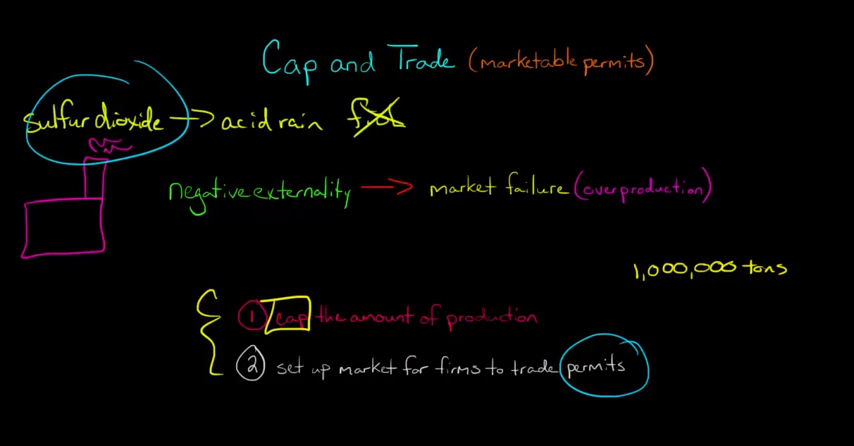 Cap and Trade (marketable permits)
sulfur dioxide → acid rain
negative externality → market failure (overproduction)
1,000,000 tons
① cap the amount of production
② set up market for firms to trade permits